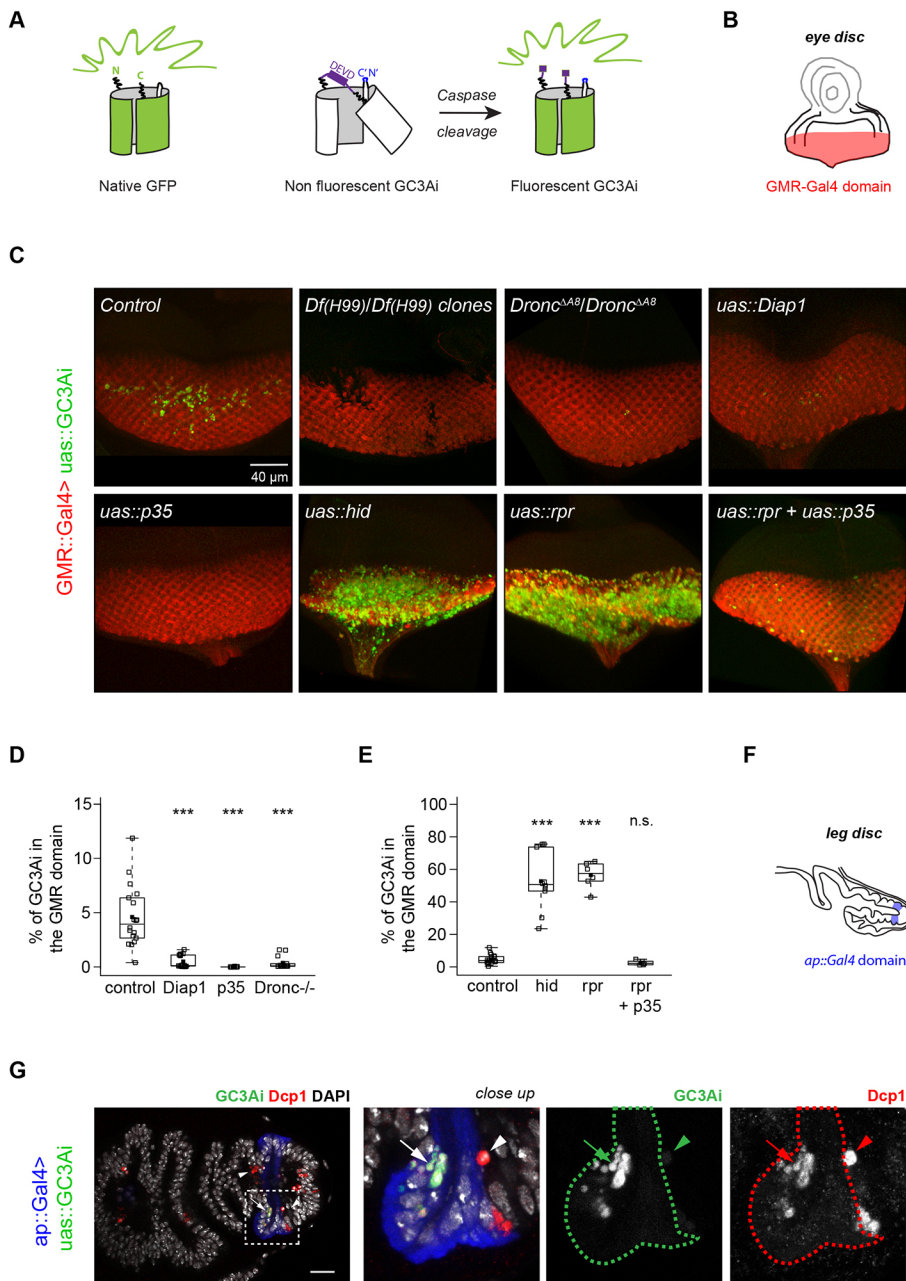 A
N
C
DEVD
C' N'
Caspase
cleavage
Native GFP
Non fluorescent GC3Ai
Fluorescent GC3Ai
B
eye disc
GMR-Gal4 domain
C
GMR::Gal4> uas::GC3Ai
Control
Df(H99)/Df(H99) clones
Dronc^ΔA8/Dronc^ΔA8
uas::Diap1
40 µm
uas::p35
uas::hid
uas::rpr
uas::rpr + uas::p35
D
% of GC3Ai in
the GMR domain
15
10
5
0
*** *** ***
control Diap1 p35 Dronc-/-
E
% of GC3Ai in
the GMR domain
100
80
60
40
20
0
*** *** n.s.
control hid rpr rpr
+ p35
F
leg disc
ap::Gal4 domain
G
ap::Gal4>
uas::GC3Ai
GC3Ai Dcp1 DAPI
close up
GC3Ai
Dcp1